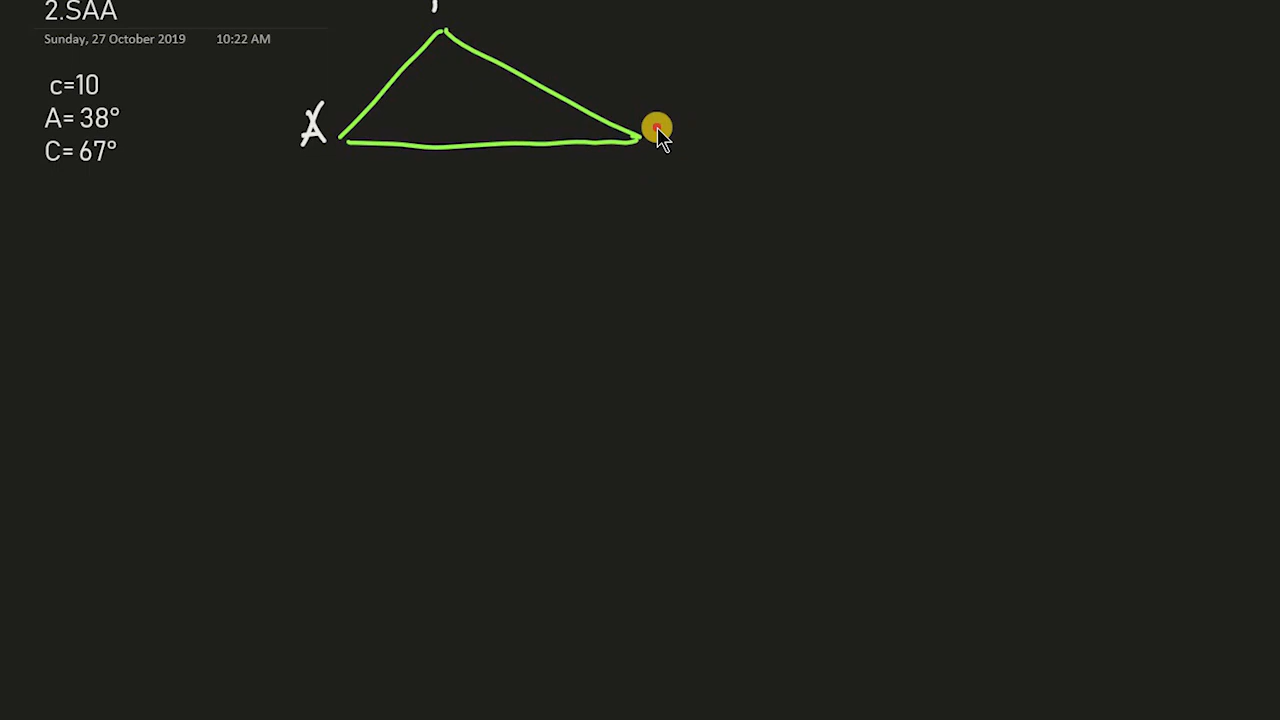 2.SAA
Sunday, 27 October 2019 10:22 AM
c=10
A= 38°
C= 67°
A